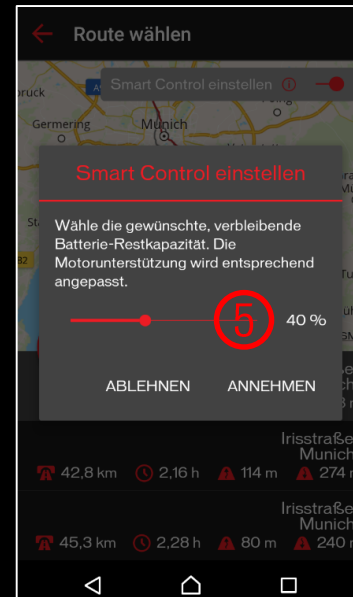 Route wählen
Smart Control einstellen
Germering
Munich
Smart Control einstellen
Wähle die gewünschte, verbleibende
Batterie-Restkapazität. Die
Motorunterstützung wird entsprechend
angepasst.
5
40 %
ABLEHNEN ANNEHMEN
Irisstraße
Munich
42,8 km 2,16 h 114 m 274 m
Irisstraße
Munich
45,3 km 2,28 h 80 m 240 m